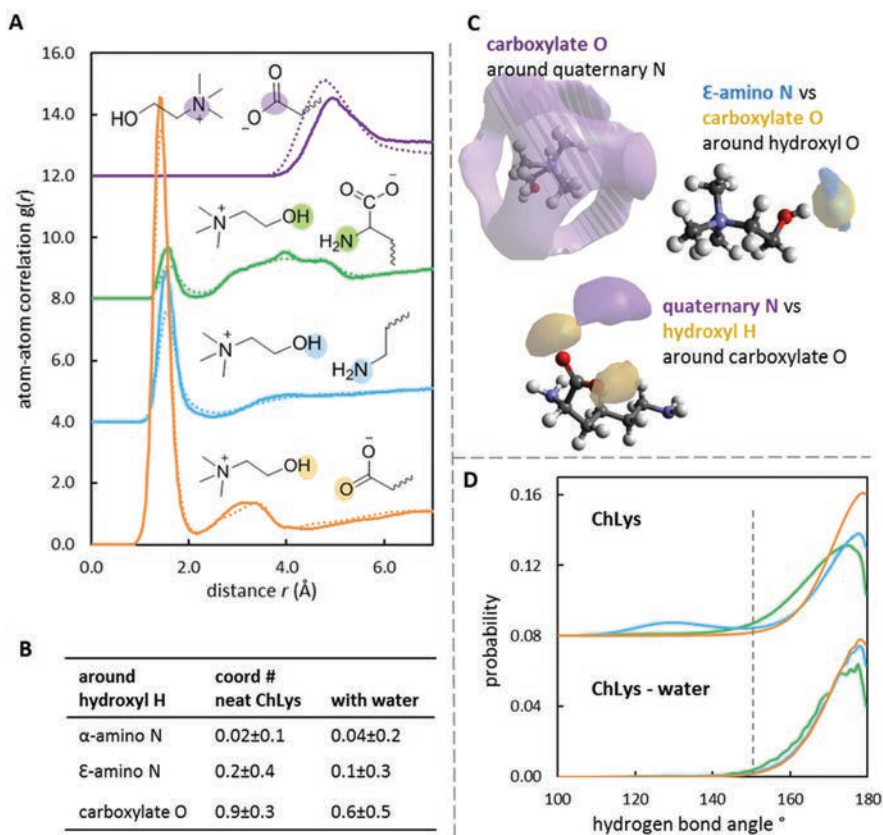 A
16.0
14.0
12.0
10.0
8.0
6.0
4.0
2.0
0.0
atom-atom correlation g(r)
0.0 2.0 4.0 6.0
distance r (Å)
HO N + O O −
N + OH O O − H₂N
N + OH H₂N
N + OH O O −
B
around hydroxyl H
coord # neat ChLys
with water
α-amino N 0.02±0.1 0.04±0.2
Ɛ-amino N 0.2±0.4 0.1±0.3
carboxylate O 0.9±0.3 0.6±0.5
C
carboxylate O
around quaternary N
Ɛ-amino N vs
carboxylate O
around hydroxyl O
quaternary N vs
hydroxyl H
around carboxylate O
D
0.16
0.12
0.08
0.04
0.00
probability
ChLys
ChLys - water
100 120 140 160 180
hydrogen bond angle °